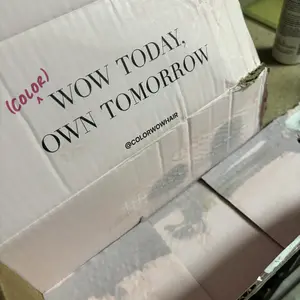 (COLOR)
^ WOW TODAY,
OWN TOMORROW
@COLORWOWHAIR